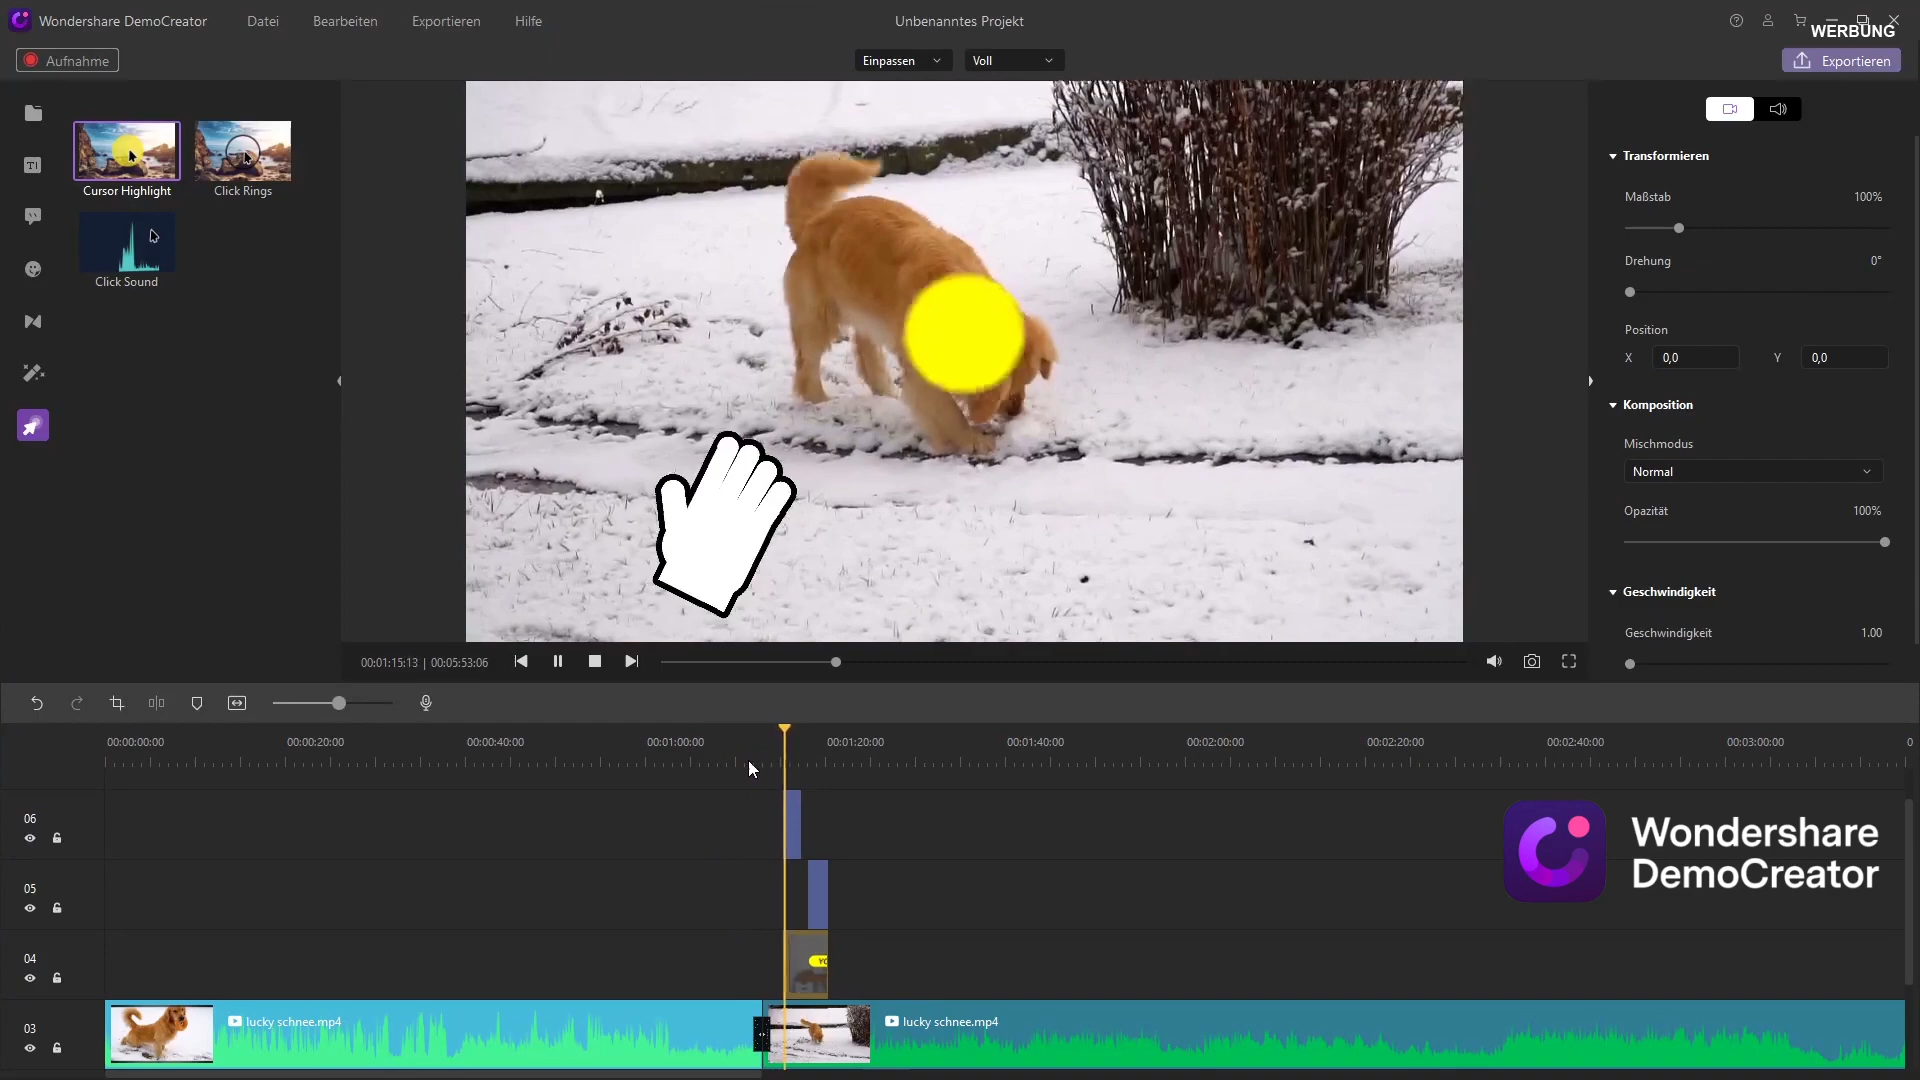 Wondershare DemoCreator
Datei
Bearbeiten
Exportieren
Hilfe
Unbenanntes Projekt
WERBUNG
Aufnahme
Einpassen
Voll
Exportieren
Cursor Highlight
Click Rings
Click Sound
Transformieren
Maßstab 100%
Drehung 0°
Position
X 0,0 Y 0,0
Komposition
Mischmodus
Normal
Opazität 100%
Geschwindigkeit
Geschwindigkeit 1.00
00:01:15:13 | 00:05:53:06
00:00:00:00 00:00:20:00 00:00:40:00 00:01:00:00 00:01:20:00 00:01:40:00 00:02:00:00 00:02:20:00 00:02:40:00 00:03:00:00 0
06
Wondershare
DemoCreator
05
04
YO
03
lucky schnee.mp4
lucky schnee.mp4